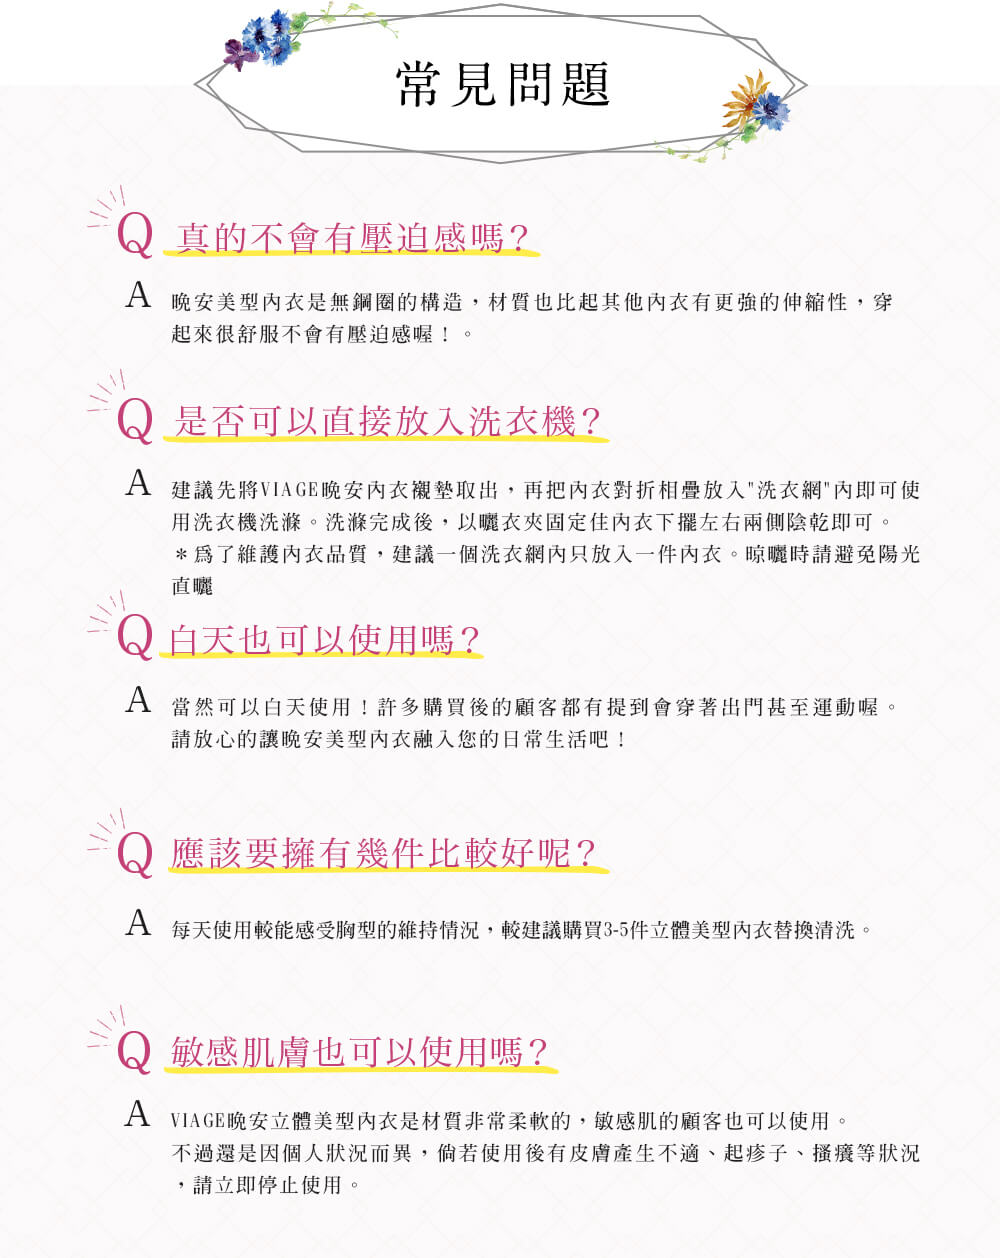 常見問題
Q 真的不會有壓迫感嗎？
A 晚安美型內衣是無鋼圈的構造，材質也比起其他內衣有更強的伸縮性，穿
起來很舒服不會有壓迫感喔！。
Q 是否可以直接放入洗衣機？
A 建議先將VIAGE晚安內衣襯墊取出，再把內衣對折相疊放入"洗衣網"內即可使
用洗衣機洗滌。洗滌完成後，以曬衣夾固定住內衣下擺左右兩側陰乾即可。
＊為了維護內衣品質，建議一個洗衣網內只放入一件內衣。晾曬時請避免陽光
直曬
Q 白天也可以使用嗎？
A 當然可以白天使用！許多購買後的顧客都有提到會穿著出門甚至運動喔。
請放心的讓晚安美型內衣融入您的日常生活吧！
Q 應該要擁有幾件比較好呢？
A 每天使用較能感受胸型的維持情況，較建議購買3-5件立體美型內衣替換清洗。
Q 敏感肌膚也可以使用嗎？
A VIAGE晚安立體美型內衣是材質非常柔軟的，敏感肌的顧客也可以使用。
不過還是因個人狀況而異，倘若使用後有皮膚產生不適、起疹子、搔癢等狀況
，請立即停止使用。